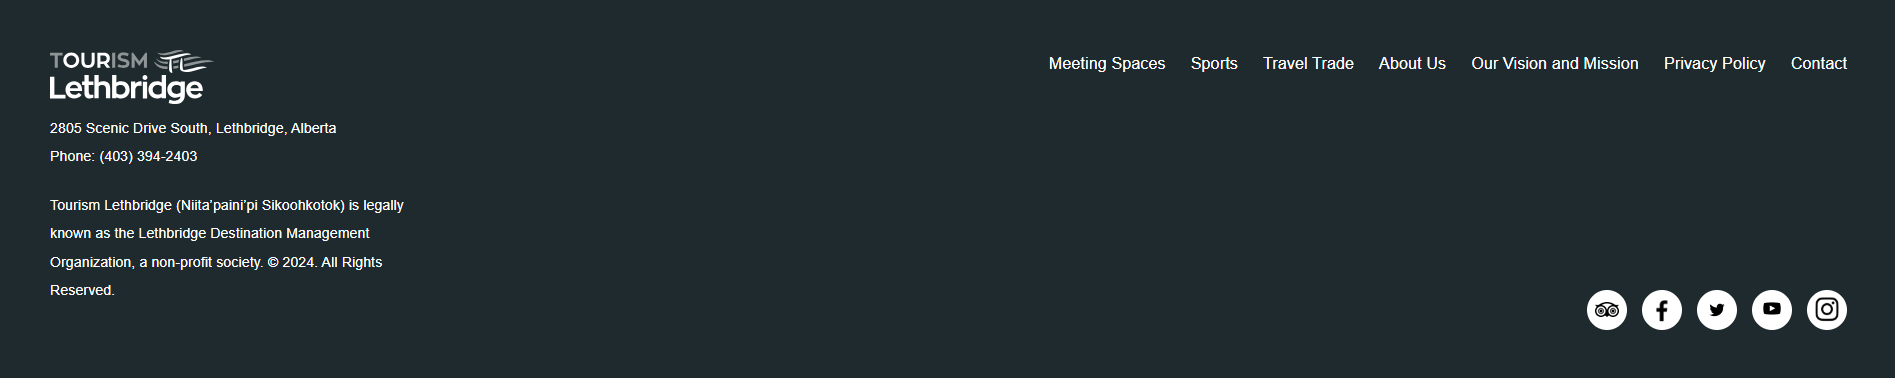 TOURISM
Lethbridge
2805 Scenic Drive South, Lethbridge, Alberta
Phone: (403) 394-2403
Tourism Lethbridge (Niita’paini’pi Sikoohkotok) is legally
known as the Lethbridge Destination Management
Organization, a non-profit society. © 2024. All Rights
Reserved.
Meeting Spaces Sports Travel Trade About Us Our Vision and Mission Privacy Policy Contact